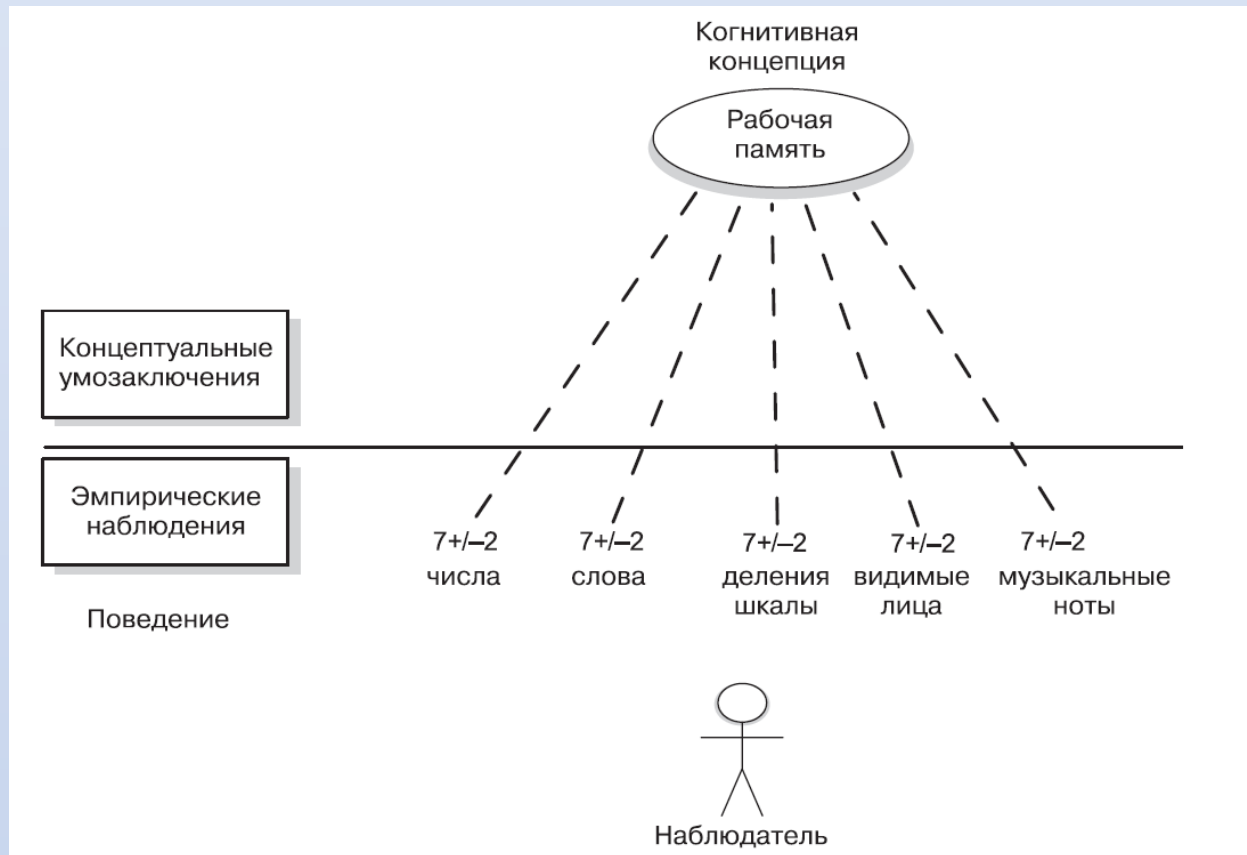 Когнитивная
концепция
Рабочая
память
Концептуальные
умозаключения
Эмпирические
наблюдения
Поведение
7+/–2 7+/–2 7+/–2 7+/–2 7+/–2
числа слова деления видимые музыкальные
шкалы лица ноты
Наблюдатель